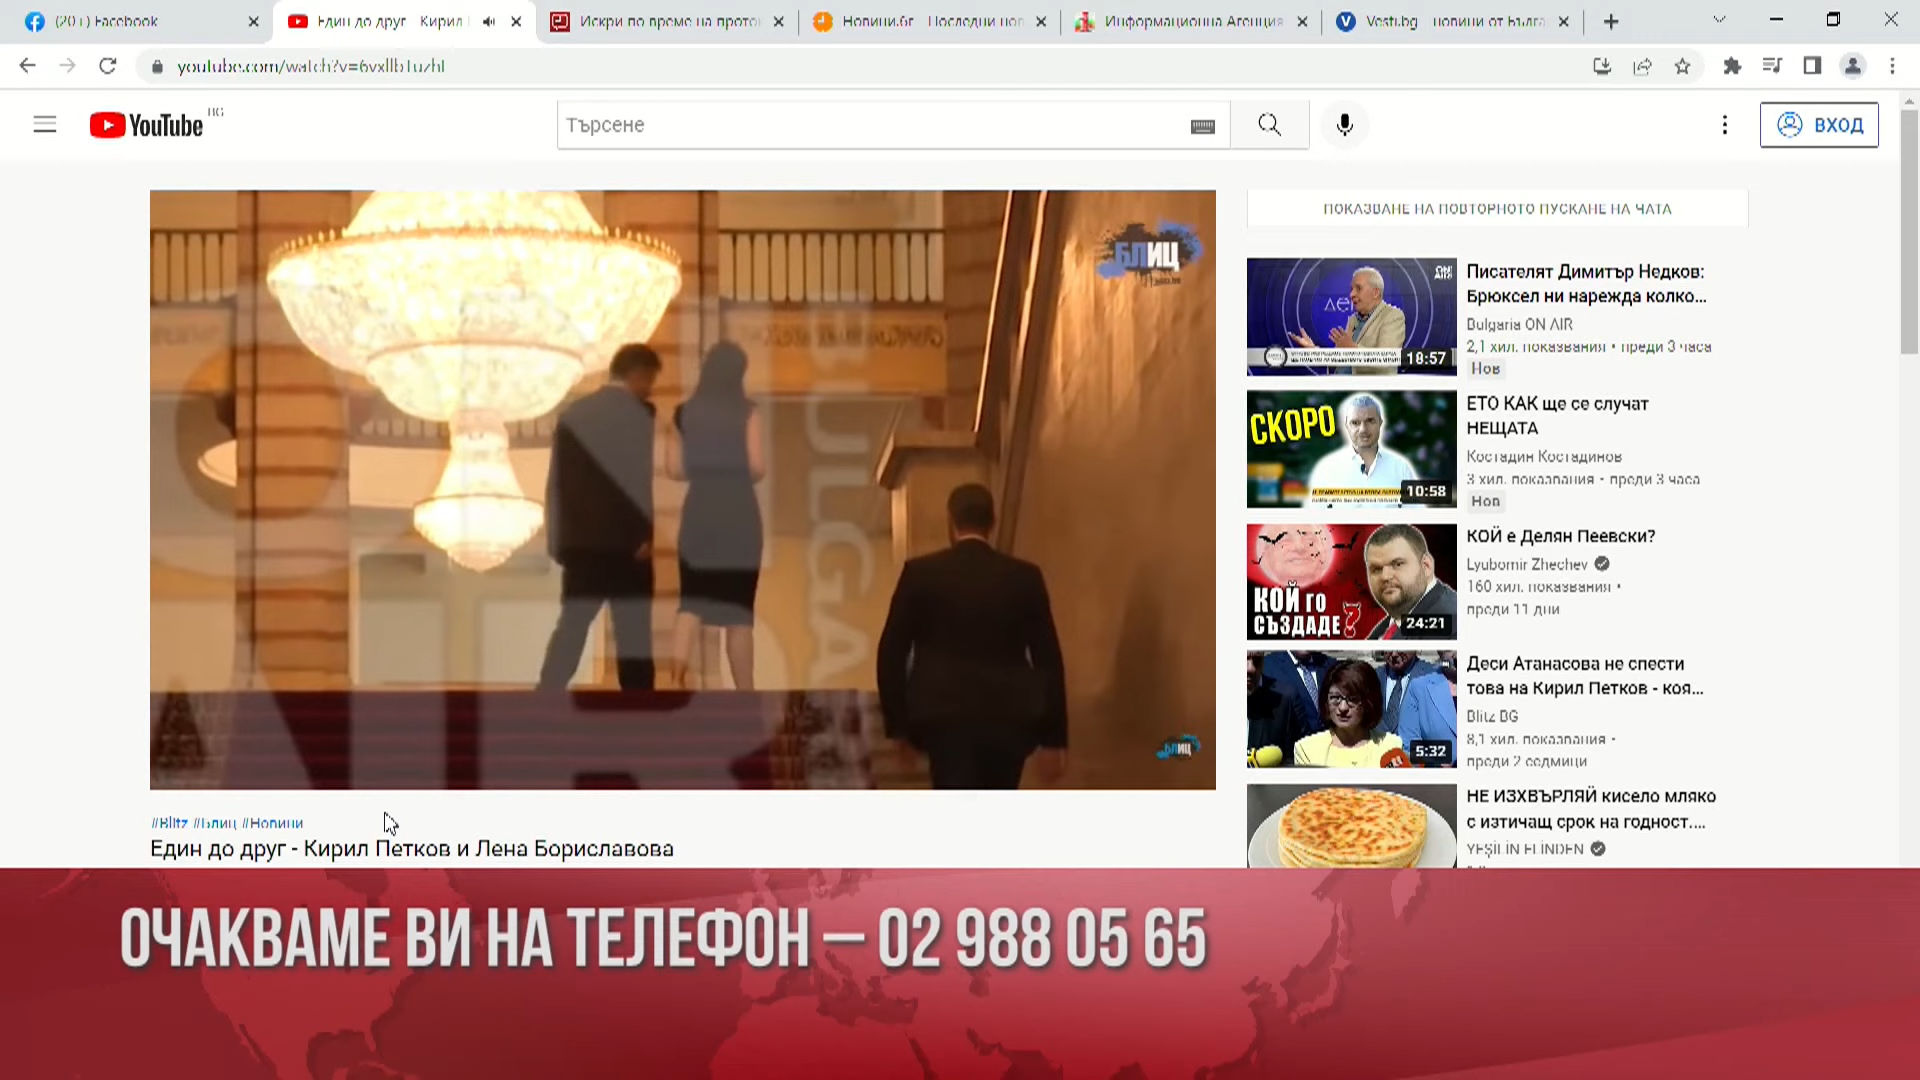 (20+) Facebook
Един до друг - Кирил
Искри по време на прото
Новини.бг - Последни нов
Информационна Агенция
Vesti.bg - новини от Бълга
youtube.com/watch?v=
YouTube BG
Търсене
ВХОД
БЛИЦ
BULGA
БЛИЦ
ПОКАЗВАНЕ НА ПОВТОРНОТО ПУСКАНЕ НА ЧАТА
18:57
Писателят Димитър Недков:
Брюксел ни нарежда колко...
Bulgaria ON AIR
2,1 хил. показвания • преди 3 часа
Нов
СКОРО
10:58
ЕТО КАК ще се случат
НЕЩАТА
Костадин Костадинов
3 хил. показвания • преди 3 часа
Нов
КОЙ ГО
СЪЗДАДЕ?
24:21
КОЙ е Делян Пеевски?
Lyubomir Zhechev
160 хил. показвания •
преди 11 дни
5:32
Деси Атанасова не спести
това на Кирил Петков - коя...
Blitz BG
8,1 хил. показвания •
преди 2 седмици
НЕ ИЗХВЪРЛЯЙ кисело мляко
с изтичащ срок на годност....
YEŞİLİN ELİNDEN
#Blitz #Блиц #Новини
Един до друг - Кирил Петков и Лена Бориславова
ОЧАКВАМЕ ВИ НА ТЕЛЕФОН – 02 988 05 65